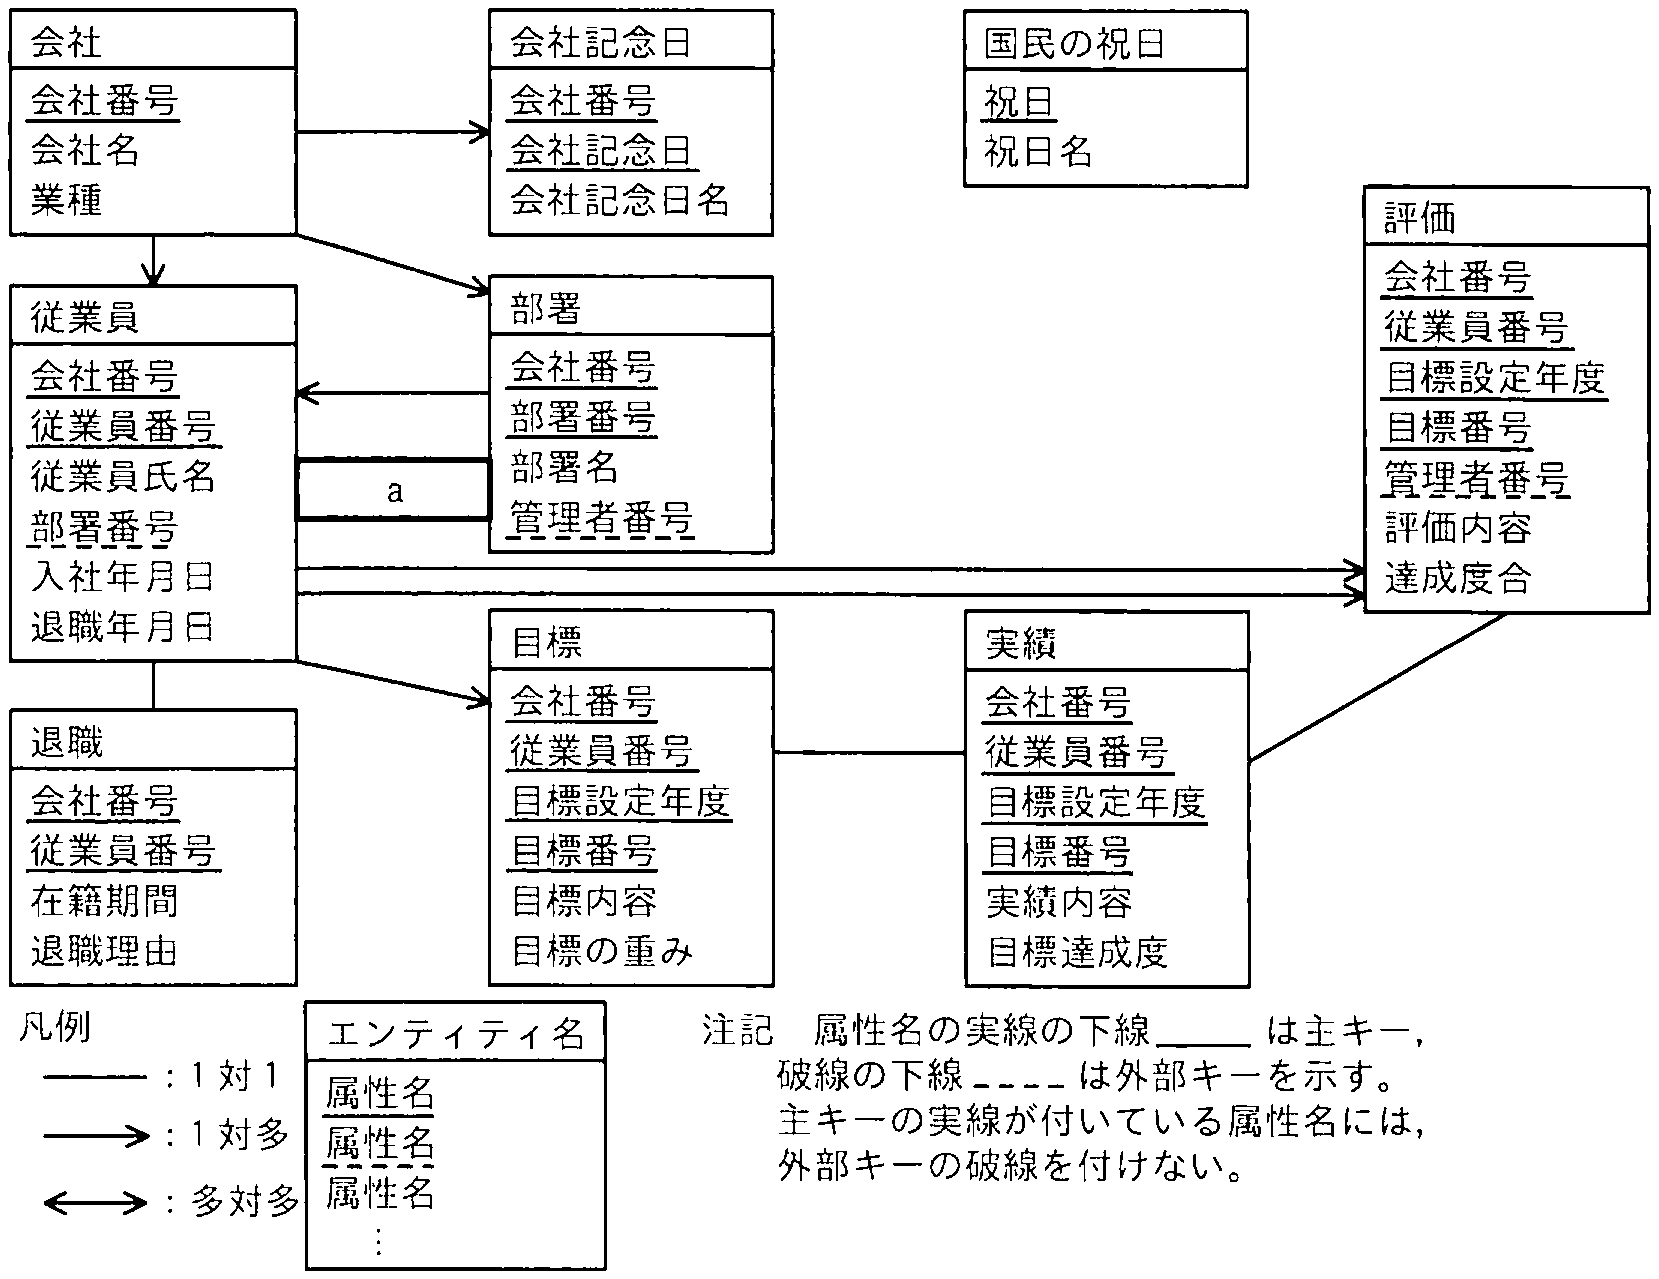 会社
会社番号
会社名
業種
会社記念日
会社番号
会社記念日
会社記念日名
国民の祝日
祝日
祝日名
従業員
会社番号
従業員番号
従業員氏名
部署番号
入社年月日
退職年月日
a
部署
会社番号
部署番号
部署名
管理者番号
評価
会社番号
従業員番号
目標設定年度
目標番号
管理者番号
評価内容
達成度合
退職
会社番号
従業員番号
在籍期間
退職理由
目標
会社番号
従業員番号
目標設定年度
目標番号
目標内容
目標の重み
実績
会社番号
従業員番号
目標設定年度
目標番号
実績内容
目標達成度
凡例
：1対1
：1対多
：多対多
エンティティ名
属性名
属性名
属性名
⋮
注記　属性名の実線の下線＿＿＿は主キー，
破線の下線＿＿＿＿は外部キーを示す。
主キーの実線が付いている属性名には，
外部キーの破線を付けない。